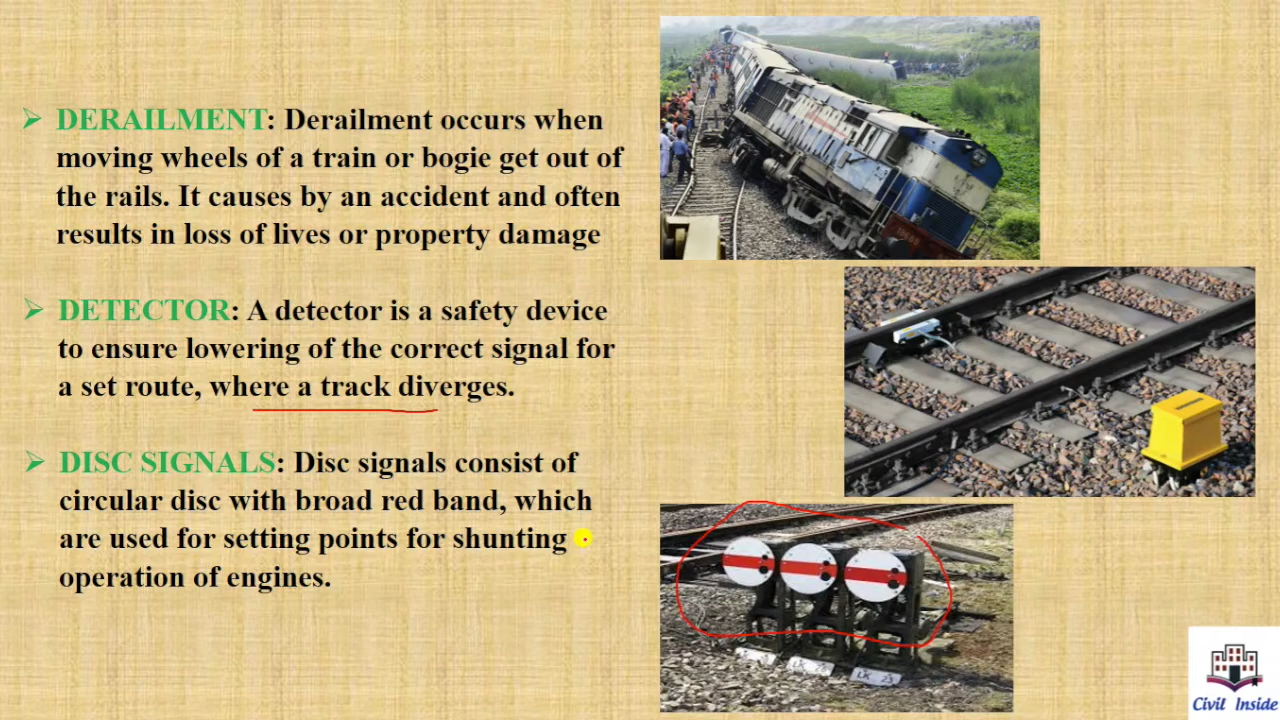 ➢ DERAILMENT: Derailment occurs when
moving wheels of a train or bogie get out of
the rails. It causes by an accident and often
results in loss of lives or property damage
➢ DETECTOR: A detector is a safety device
to ensure lowering of the correct signal for
a set route, where a track diverges.
➢ DISC SIGNALS: Disc signals consist of
circular disc with broad red band, which
are used for setting points for shunting
operation of engines.
LK 23
Civil Inside